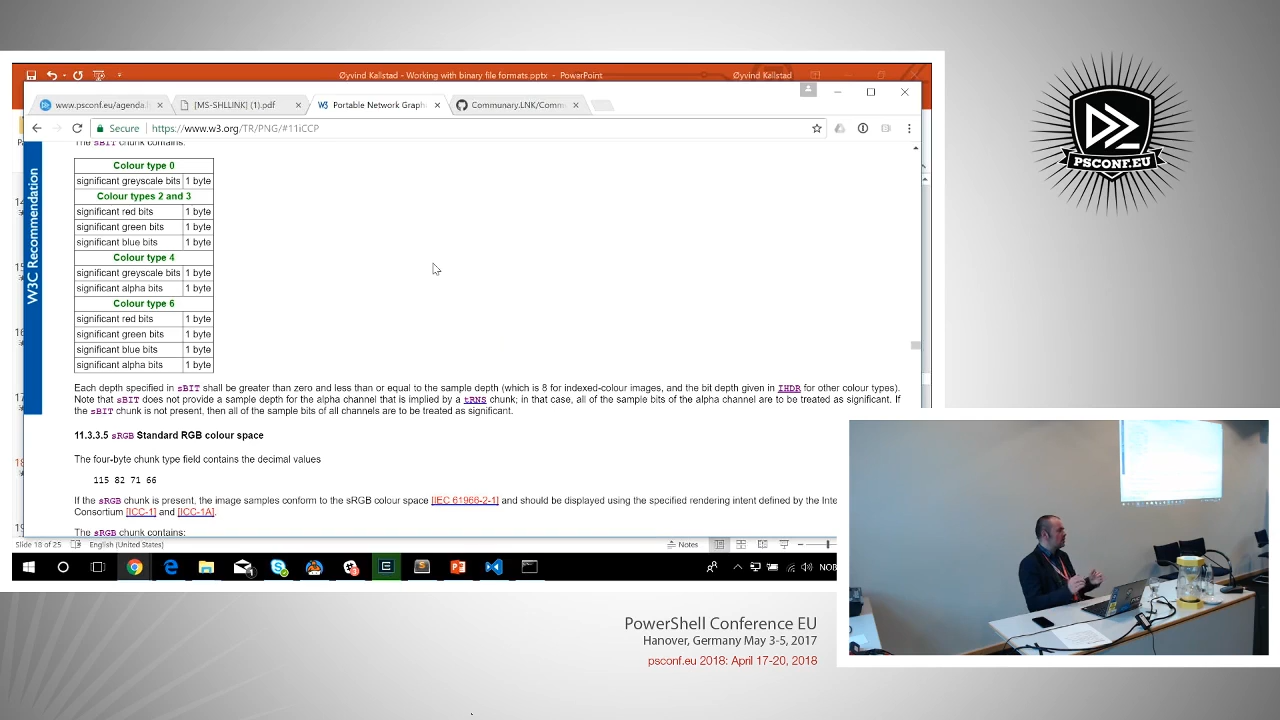 Øyvind Kallstad - Working with binary file formats.pptx - PowerPoint
Øyvind Kallstad
www.psconf.eu/agenda.
[MS-SHLLINK] (1).pdf
Portable Network Graph
Communary.LNK/Comm
Secure
https://www.w3.org/TR/PNG/#11iCCP
W3C Recommendation
The sBIT chunk contains:
Colour type 0
significant greyscale bits 1 byte
Colour types 2 and 3
significant red bits 1 byte
significant green bits 1 byte
significant blue bits 1 byte
Colour type 4
significant greyscale bits 1 byte
significant alpha bits 1 byte
Colour type 6
significant red bits 1 byte
significant green bits 1 byte
significant blue bits 1 byte
significant alpha bits 1 byte
Each depth specified in sBIT shall be greater than zero and less than or equal to the sample depth (which is 8 for indexed-colour images, and the bit depth given in IHDR for other colour types).
Note that sBIT does not provide a sample depth for the alpha channel that is implied by a tRNS chunk; in that case, all of the sample bits of the alpha channel are to be treated as significant. If
the sBIT chunk is not present, then all of the sample bits of all channels are to be treated as significant.
11.3.3.5 sRGB Standard RGB colour space
The four-byte chunk type field contains the decimal values
115 82 71 66
If the sRGB chunk is present, the image samples conform to the sRGB colour space [IEC 61966-2-1] and should be displayed using the specified rendering intent defined by the Inte
Consortium [ICC-1] and [ICC-1A].
The sRGB chunk contains:
Slide 18 of 25
English (United States)
Notes
NOB
PSCONF.EU
PowerShell Conference EU
Hanover, Germany May 3-5, 2017
psconf.eu 2018: April 17-20, 2018